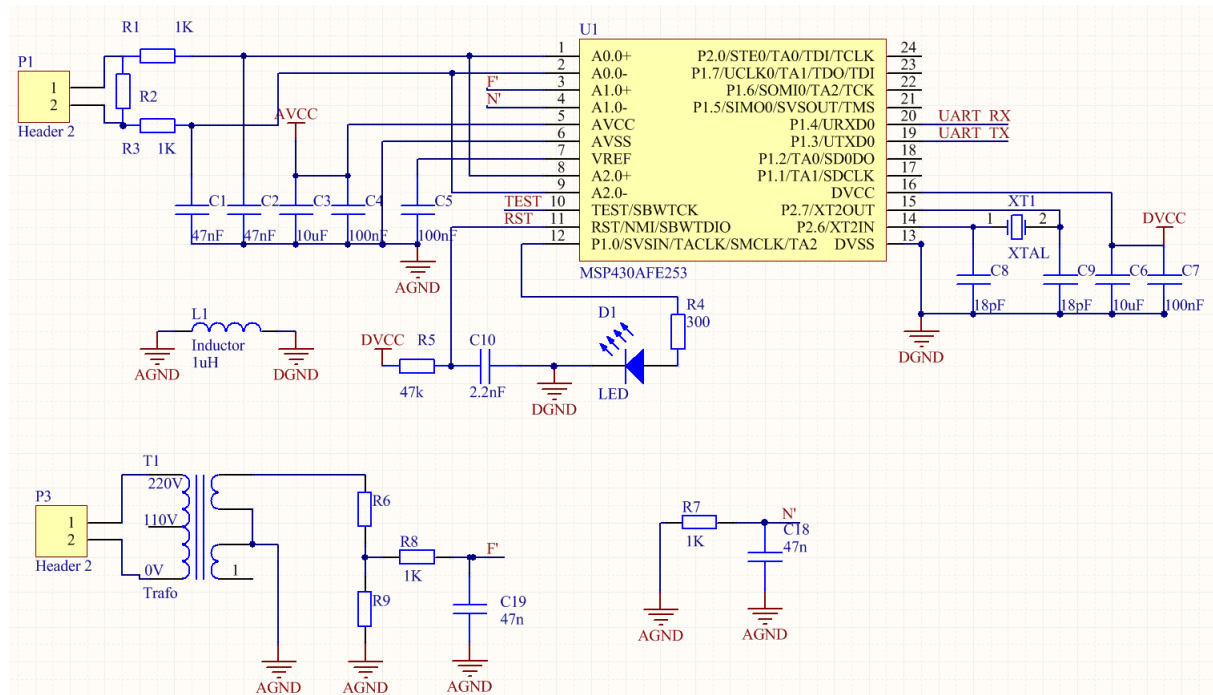 R1 1K
P1
1
2
Header 2
R2
R3 1K
AVCC
C1
47nF
C2
47nF
C3
10uF
C4
100nF
C5
100nF
AGND
U1
1 A0.0+
2 A0.0-
F' 3 A1.0+
N' 4 A1.0-
5 AVCC
6 AVSS
7 VREF
8 A2.0+
9 A2.0-
TEST 10 TEST/SBWTCK
RST 11 RST/NMI/SBWTDIO
12 P1.0/SVSIN/TACLK/SMCLK/TA2
P2.0/STE0/TA0/TDI/TCLK 24
P1.7/UCLK0/TA1/TDO/TDI 23
P1.6/SOMI0/TA2/TCK 22
P1.5/SIMO0/SVSOUT/TMS 21
P1.4/URXD0 20 UART_RX
P1.3/UTXD0 19 UART_TX
P1.2/TA0/SD0DO 18
P1.1/TA1/SDCLK 17
DVCC 16
P2.7/XT2OUT 15
P2.6/XT2IN 14
DVSS 13
MSP430AFE253
XT1
1 2
XTAL
DVCC
C8
18pF
C9
18pF
C6
10uF
C7
100nF
DGND
L1
Inductor
1uH
AGND
DGND
DVCC
R5
47k
C10
2.2nF
DGND
D1
LED
R4
300
T1
220V
110V
0V
Trafo
P3
1
2
Header 2
1
R6
R8
1K
R9
F'
C19
47n
AGND
AGND
AGND
R7
1K
N'
C18
47n
AGND
AGND